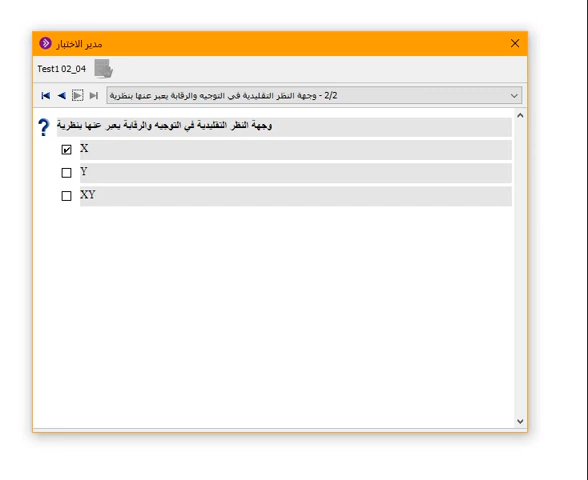 مدير الاختبار
Test1 02_04
2/2 - وجهة النظر التقليدية في التوجيه والرقابة يعبر عنها بنظرية
وجهة النظر التقليدية في التوجيه والرقابة يعبر عنها بنظرية
X
Y
XY